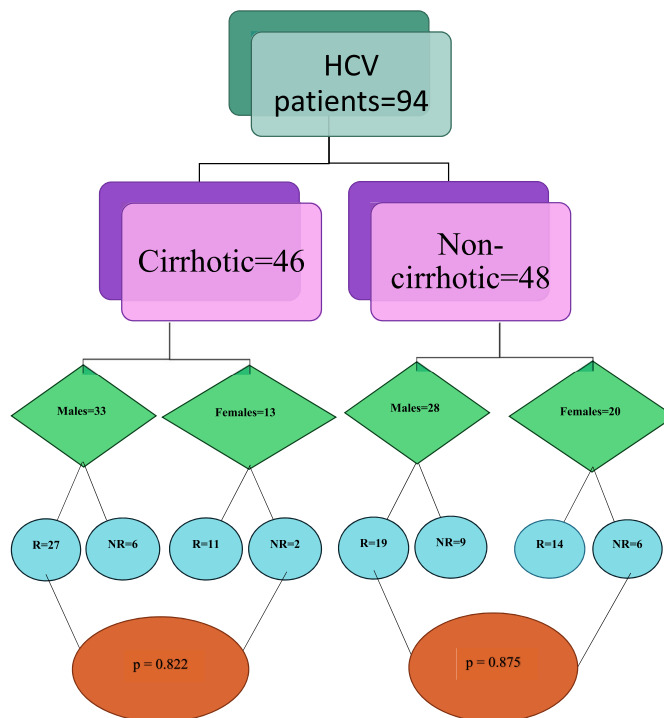 HCV
patients=94
Cirrhotic=46
Non-
cirrhotic=48
Males=33
Females=13
Males=28
Females=20
R=27
NR=6
R=11
NR=2
R=19
NR=9
R=14
NR=6
p = 0.822
p = 0.875